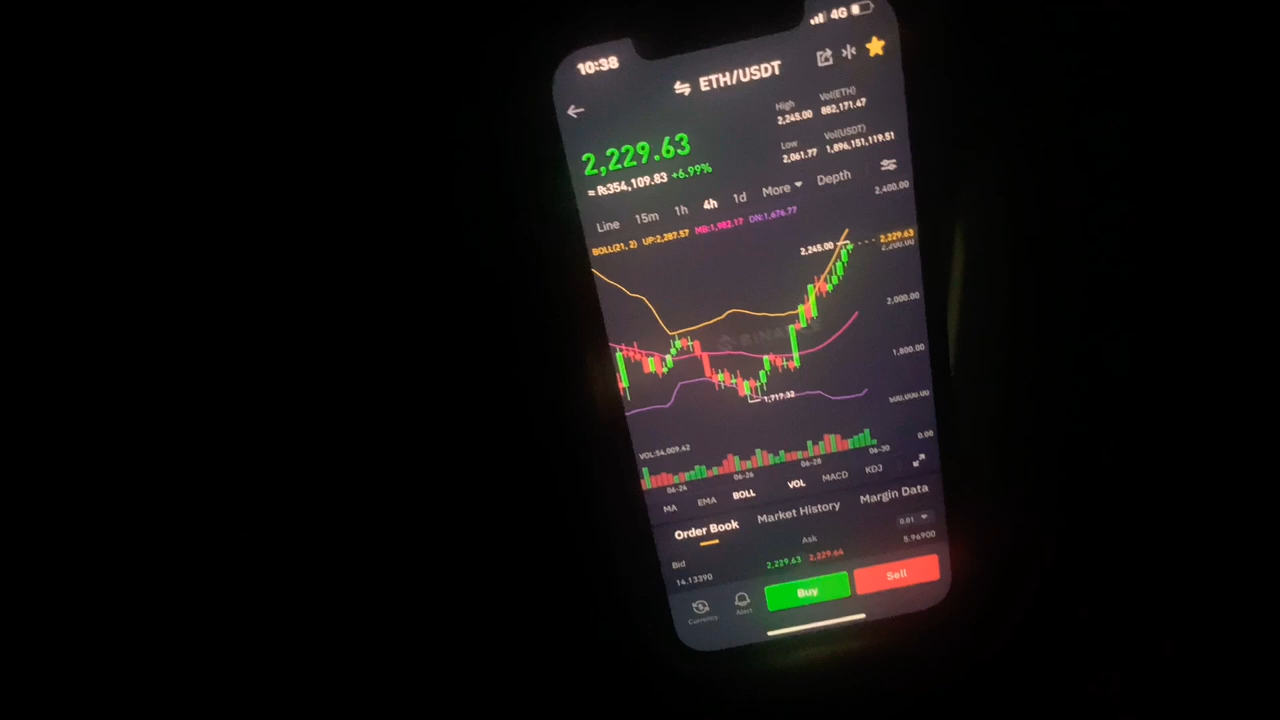 10:38
4G
ETH/USDT
2,229.63
≈ ₨354,109.83 +6.99%
High
2,245.00
Vol(ETH)
882,171.47
Low
2,061.77
Vol(USDT)
1,896,151,119.51
Line 15m 1h 4h 1d More Depth
BOLL(21, 2) UP:2,287.57 MB:1,982.17 DN:1,676.77
2,400.00
2,245.00
2,229.63
2,200.00
2,000.00
1,800.00
1,717.32
VOL:54,009.62
0.00
06-24 06-26 06-28 06-30
MA EMA BOLL VOL MACD KDJ
Order Book Market History Margin Data
Bid Ask 0.01
14.13390 2,229.63 2,229.64 5.96900
Currency Alert Buy Sell